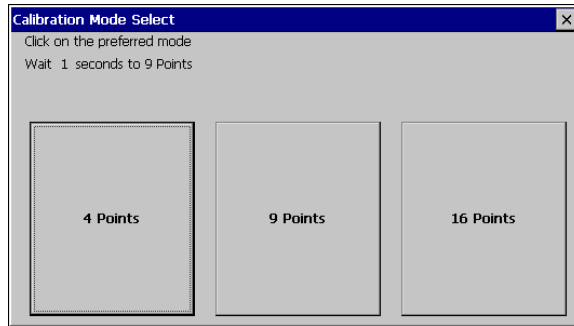 Calibration Mode Select
Click on the preferred mode
Wait 1 seconds to 9 Points
4 Points
9 Points
16 Points